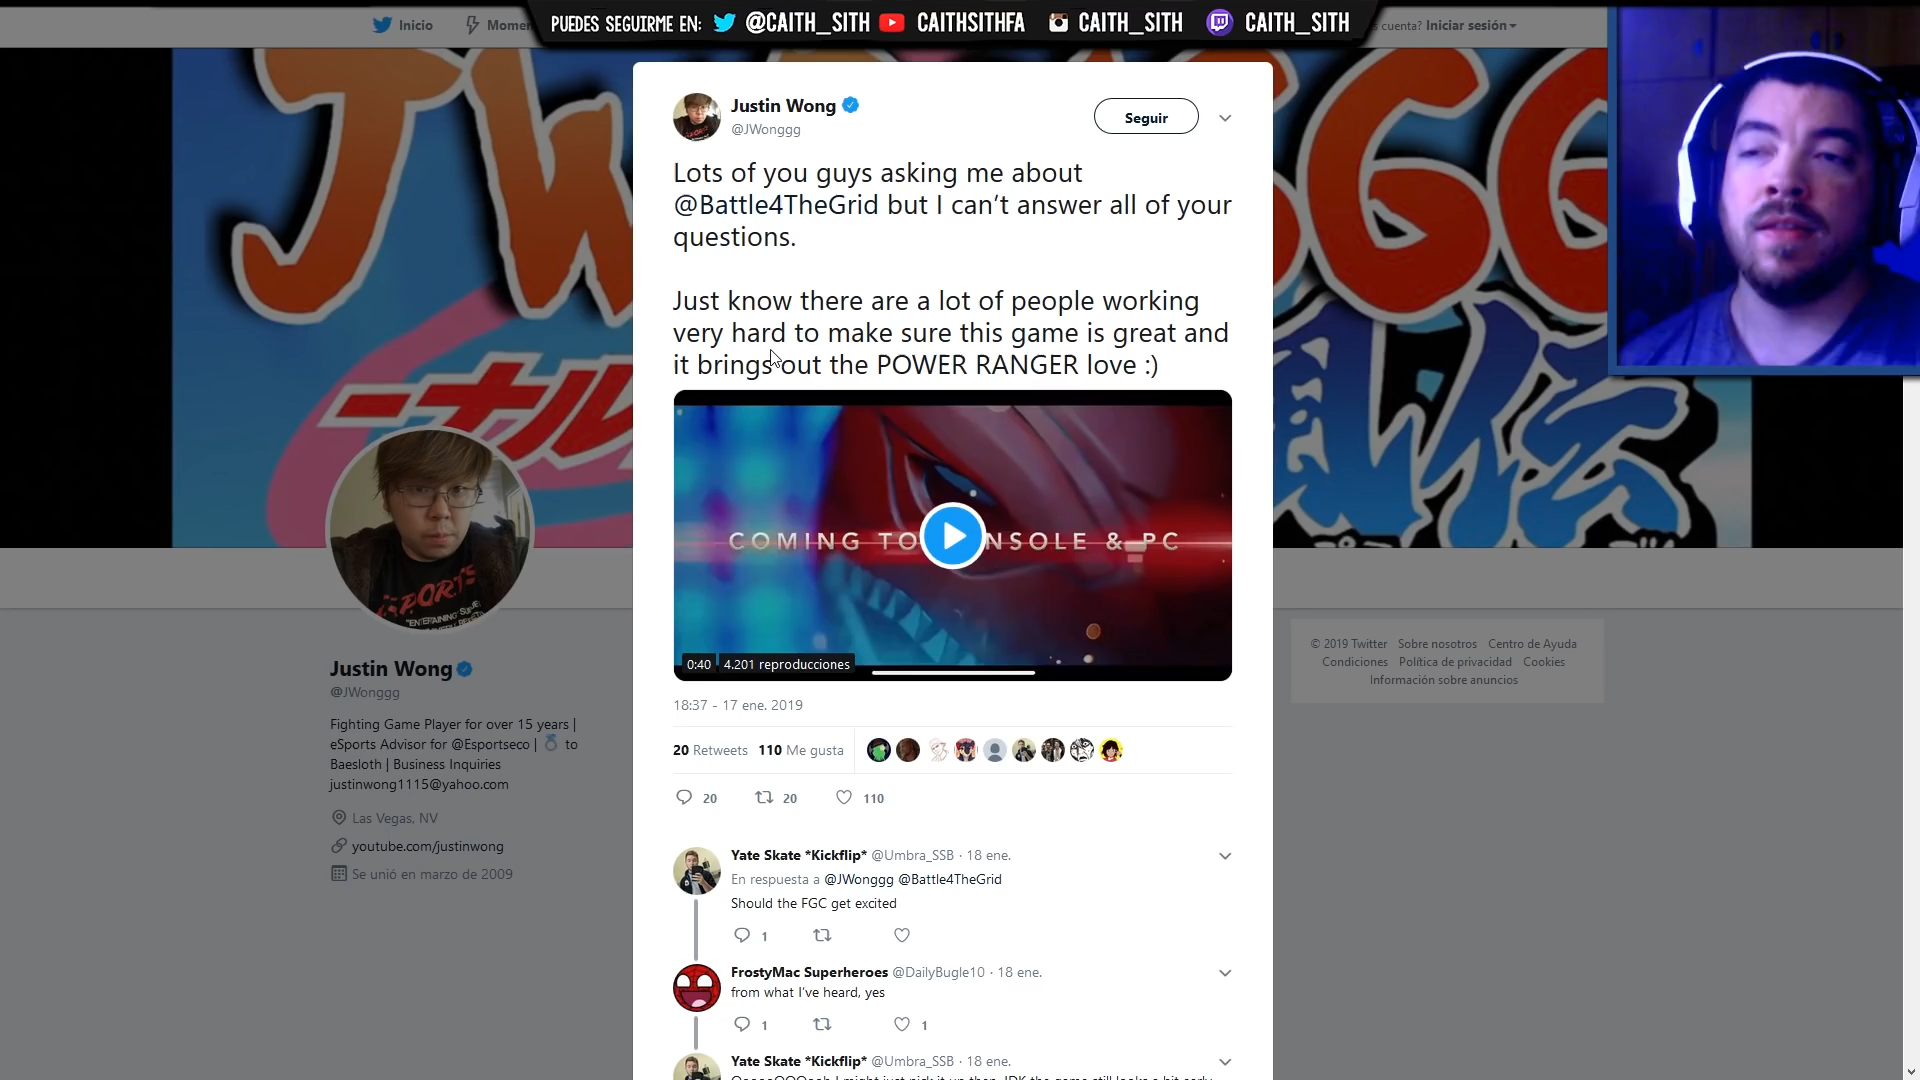 PUEDES SEGUIRME EN: @CAITH_SITH CAITHSITHFA CAITH_SITH CAITH_SITH
Inicio
cuenta? Iniciar sesión
Justin Wong
@JWonggg
Seguir
Lots of you guys asking me about
@Battle4TheGrid but I can’t answer all of your
questions.
Just know there are a lot of people working
very hard to make sure this game is great and
it brings out the POWER RANGER love :)
COMING TO NSOLE & PC
0:40 4.201 reproducciones
18:37 - 17 ene. 2019
20 Retweets 110 Me gusta
20 20 110
Yate Skate *Kickflip* @Umbra_SSB · 18 ene.
En respuesta a @JWonggg @Battle4TheGrid
Should the FGC get excited
1
FrostyMac Superheroes @DailyBugle10 · 18 ene.
from what I’ve heard, yes
1 1
Yate Skate *Kickflip* @Umbra_SSB · 18 ene.
Justin Wong
@JWonggg
Fighting Game Player for over 15 years |
eSports Advisor for @Esportseco | 💍 to
Baesloth | Business Inquiries
justinwong1115@yahoo.com
Las Vegas, NV
youtube.com/justinwong
Se unió en marzo de 2009
© 2019 Twitter Sobre nosotros Centro de Ayuda
Condiciones Política de privacidad Cookies
Información sobre anuncios